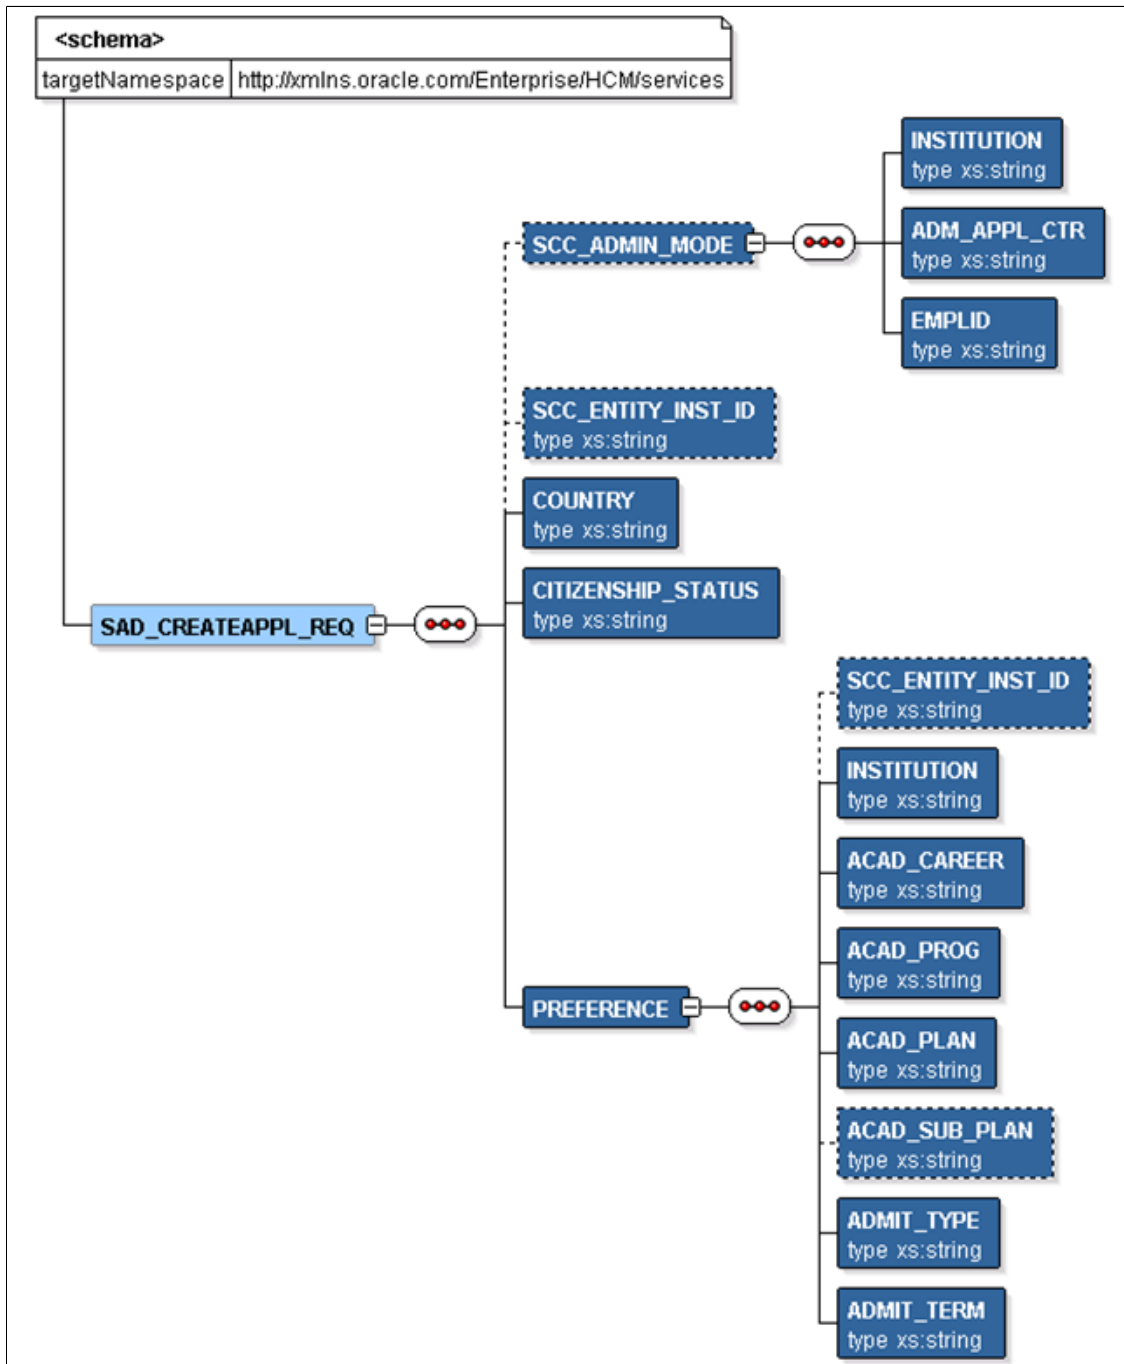 <schema>
targetNamespace http://xmlns.oracle.com/Enterprise/HCM/services
INSTITUTION
type xs:string
ADM_APPL_CTR
type xs:string
EMPLID
type xs:string
SCC_ADMIN_MODE
SCC_ENTITY_INST_ID
type xs:string
COUNTRY
type xs:string
CITIZENSHIP_STATUS
type xs:string
SAD_CREATEAPPL_REQ
SCC_ENTITY_INST_ID
type xs:string
INSTITUTION
type xs:string
ACAD_CAREER
type xs:string
ACAD_PROG
type xs:string
PREFERENCE
ACAD_PLAN
type xs:string
ACAD_SUB_PLAN
type xs:string
ADMIT_TYPE
type xs:string
ADMIT_TERM
type xs:string